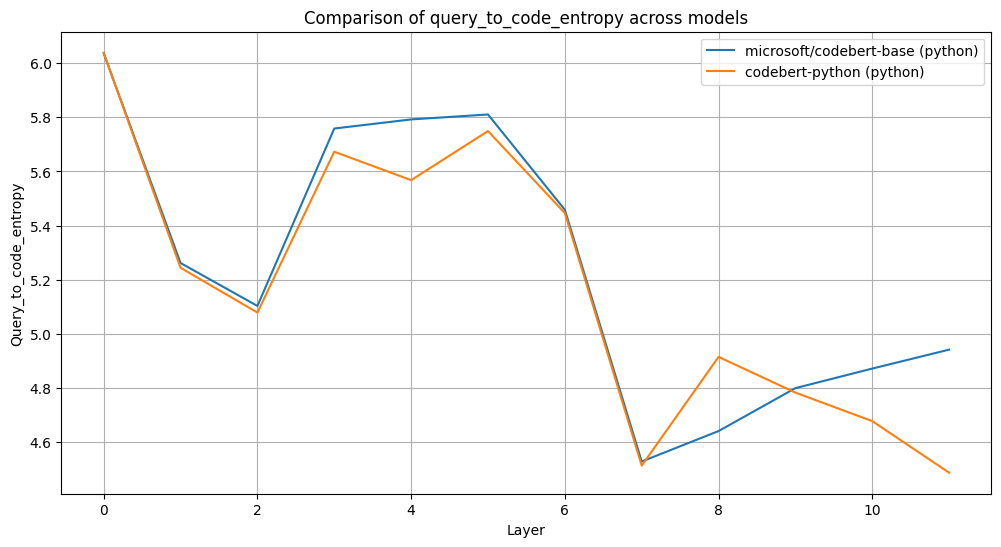 Comparison of query_to_code_entropy across models
microsoft/codebert-base (python)
codebert-python (python)
Query_to_code_entropy
6.0
5.8
5.6
5.4
5.2
5.0
4.8
4.6
0 2 4 6 8 10
Layer